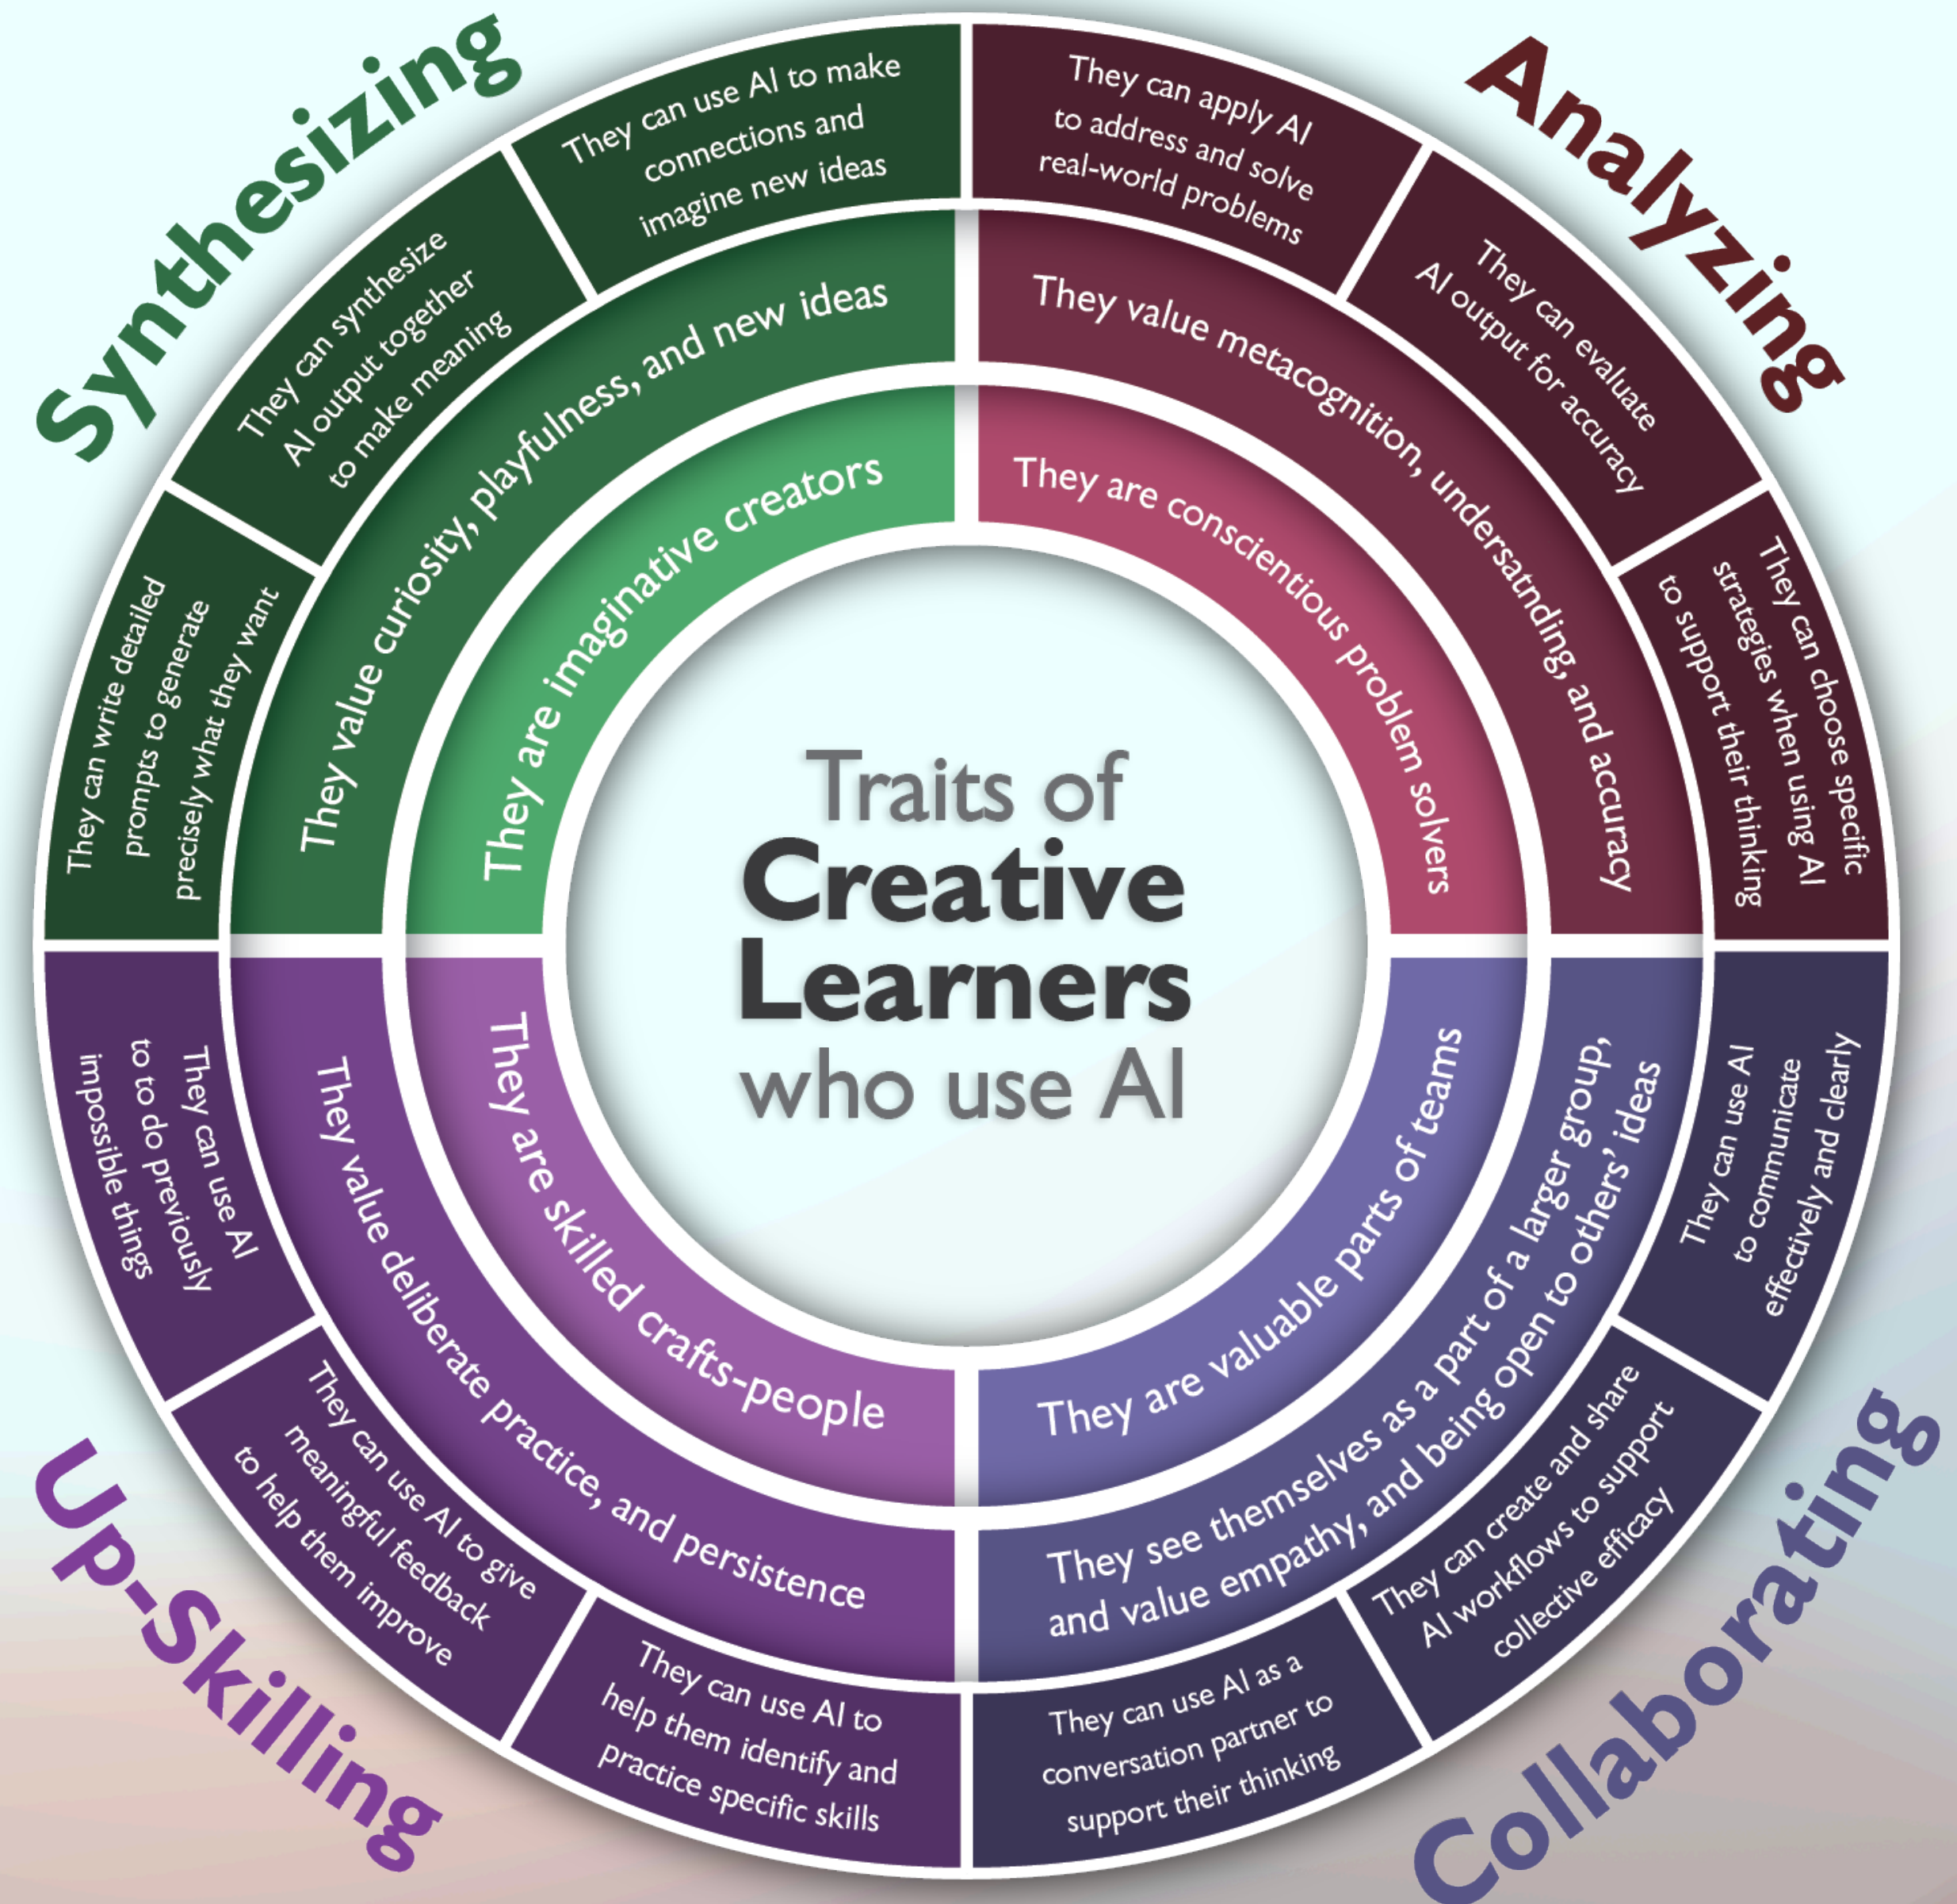 Traits of
Creative
Learners
who use AI
Synthesizing
They are imaginative creators
They value curiosity, playfulness, and new ideas
They can write detailed
prompts to generate
precisely what they want
They can synthesize
AI output together
to make meaning
They can use AI to make
connections and
imagine new ideas
Analyzing
They are conscientious problem solvers
They value metacognition, undersatnding, and accuracy
They can apply AI
to address and solve
real-world problems
They can evaluate
AI output for accuracy
They can choose specific
strategies when using AI
to support their thinking
Collaborating
They are valuable parts of teams
They see themselves as a part of a larger group,
and value empathy, and being open to others' ideas
They can use AI
to communicate
effectively and clearly
They can create and share
AI workflows to support
collective efficacy
They can use AI as a
conversation partner to
support their thinking
Up-Skilling
They are skilled crafts-people
They value deliberate practice, and persistence
They can use AI to
help them identify and
practice specific skills
They can use AI to give
meaningful feedback
to help them improve
They can use AI
to to do previously
impossible things